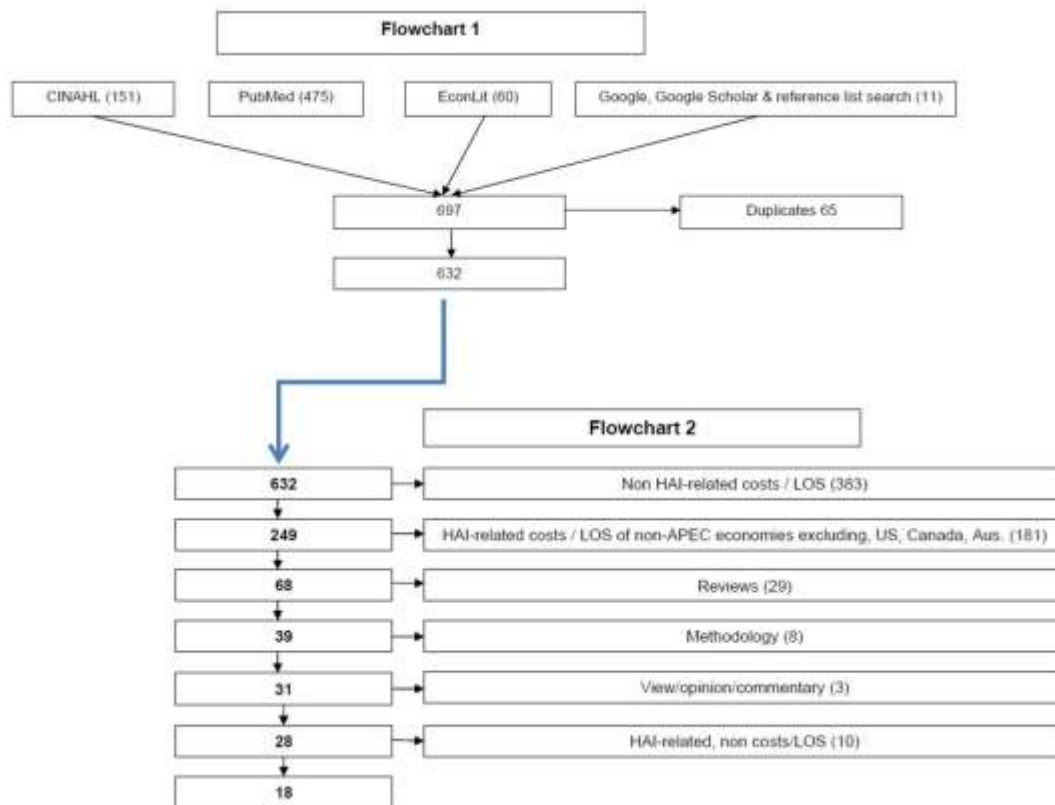 Flowchart 1
CINAHL (151)
PubMed (475)
EconLit (60)
Google, Google Scholar & reference list search (11)
697
Duplicates 65
632
Flowchart 2
632
Non HAI-related costs / LOS (383)
249
HAI-related costs / LOS of non-APEC economies excluding, US, Canada, Aus. (181)
68
Reviews (29)
39
Methodology (8)
31
View/opinion/commentary (3)
28
HAI-related, non costs/LOS (10)
18